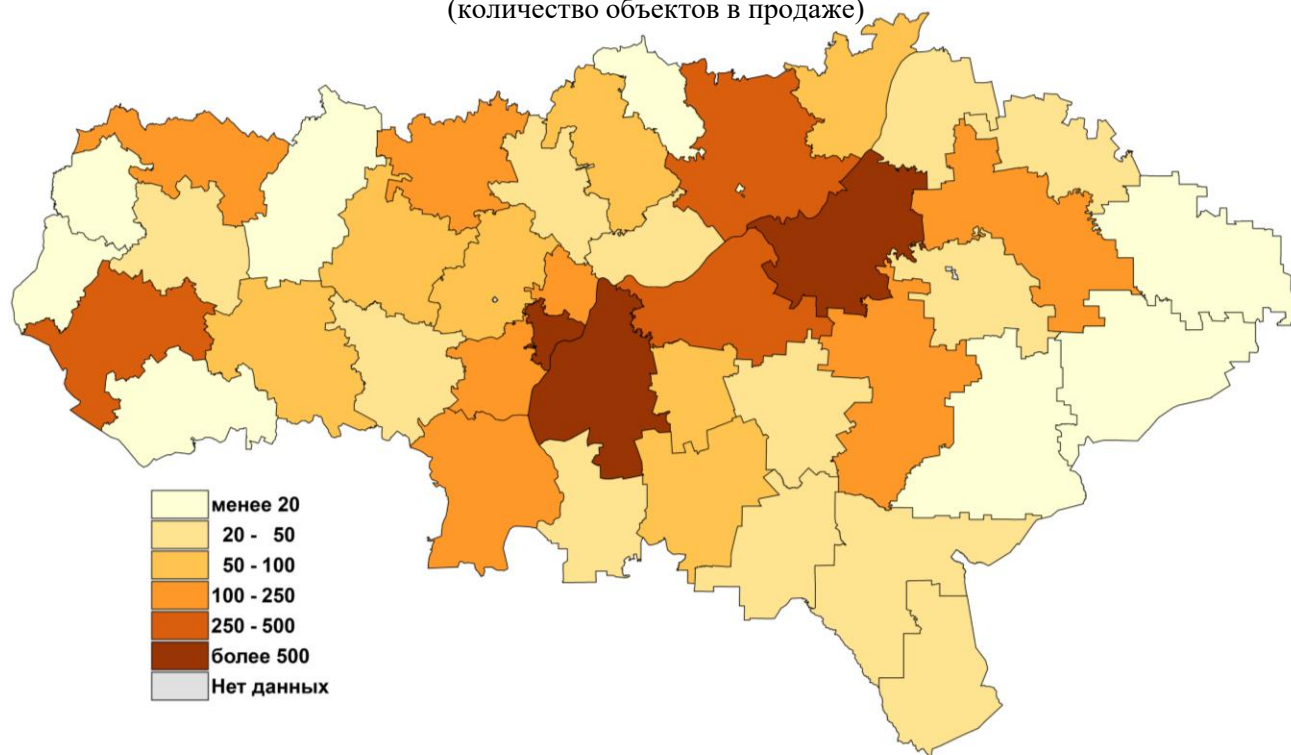 (количество объектов в продаже)
менее 20
20 - 50
50 - 100
100 - 250
250 - 500
более 500
Нет данных